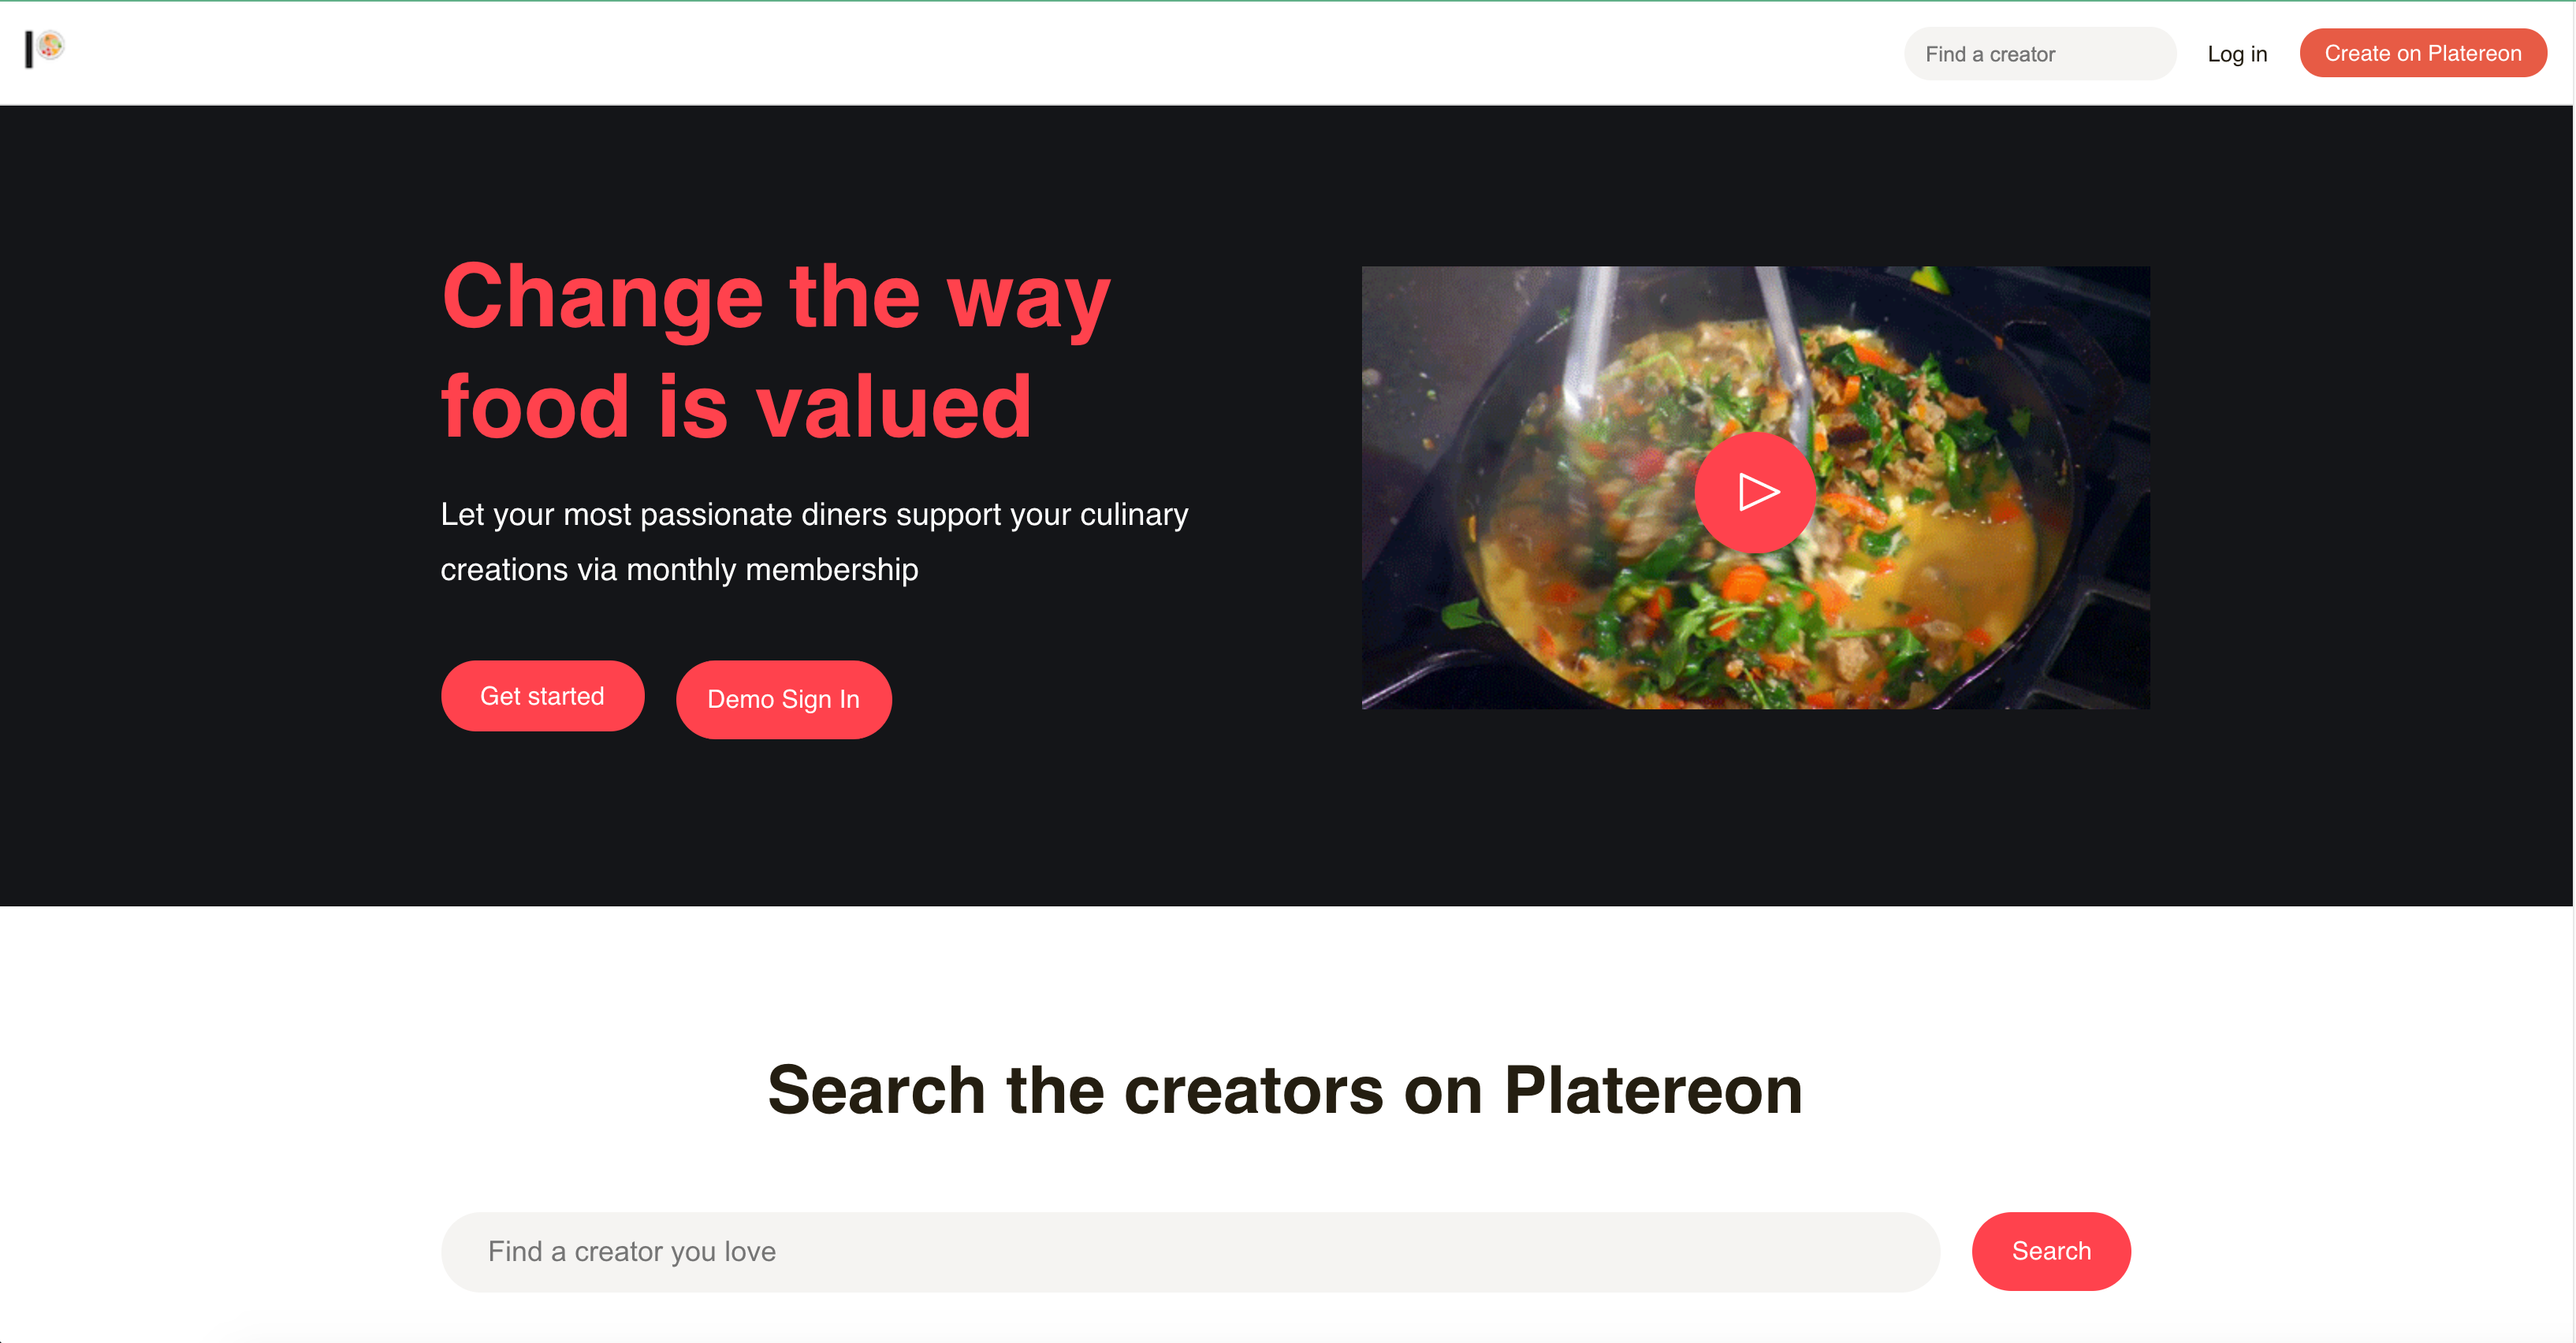 Find a creator
Log in
Create on Platereon
Change the way
food is valued
Let your most passionate diners support your culinary
creations via monthly membership
Get started
Demo Sign In
Search the creators on Platereon
Find a creator you love
Search